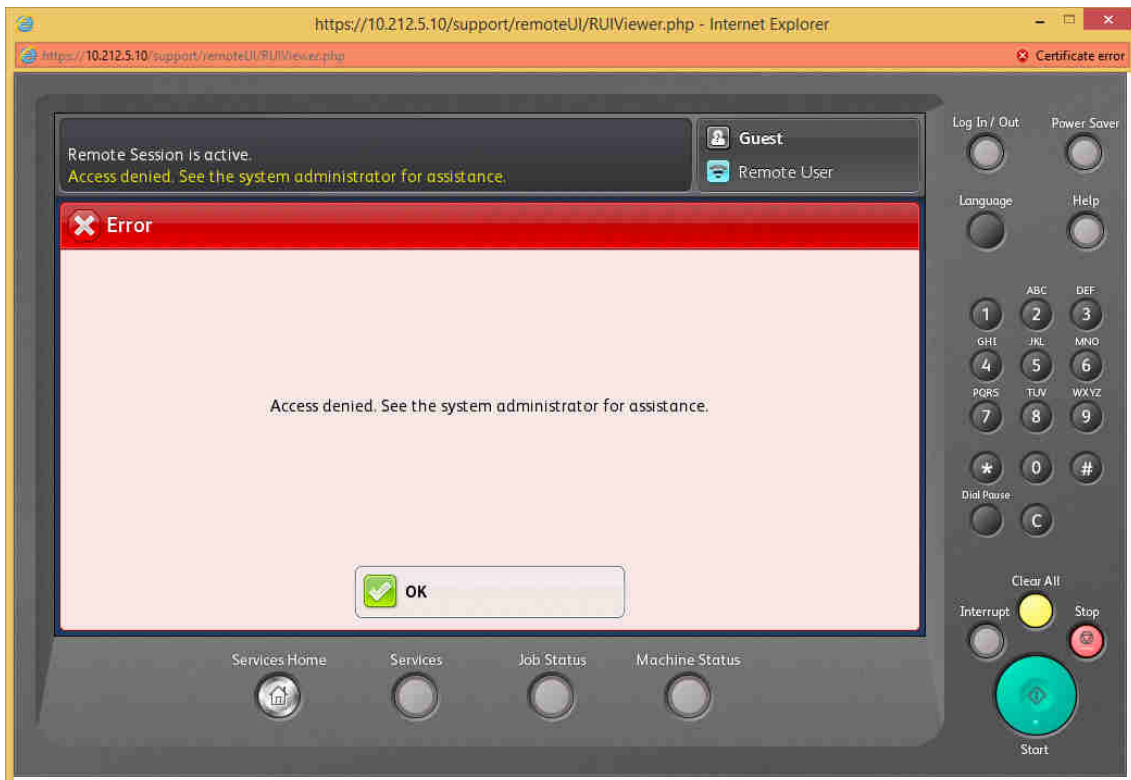 https://10.212.5.10/support/remoteUI/RUIViewer.php - Internet Explorer
https://10.212.5.10/support/remoteUI/RUIViewer.php
Certificate error
Remote Session is active.
Access denied. See the system administrator for assistance.
Guest
Remote User
Error
Access denied. See the system administrator for assistance.
OK
Services Home
Services
Job Status
Machine Status
Log In / Out
Power Saver
Language
Help
ABC
DEF
1
2
3
GHI
JKL
MNO
4
5
6
PQRS
TUV
WXYZ
7
8
9
*
0
#
Dial Pause
C
Clear All
Interrupt
Stop
Start